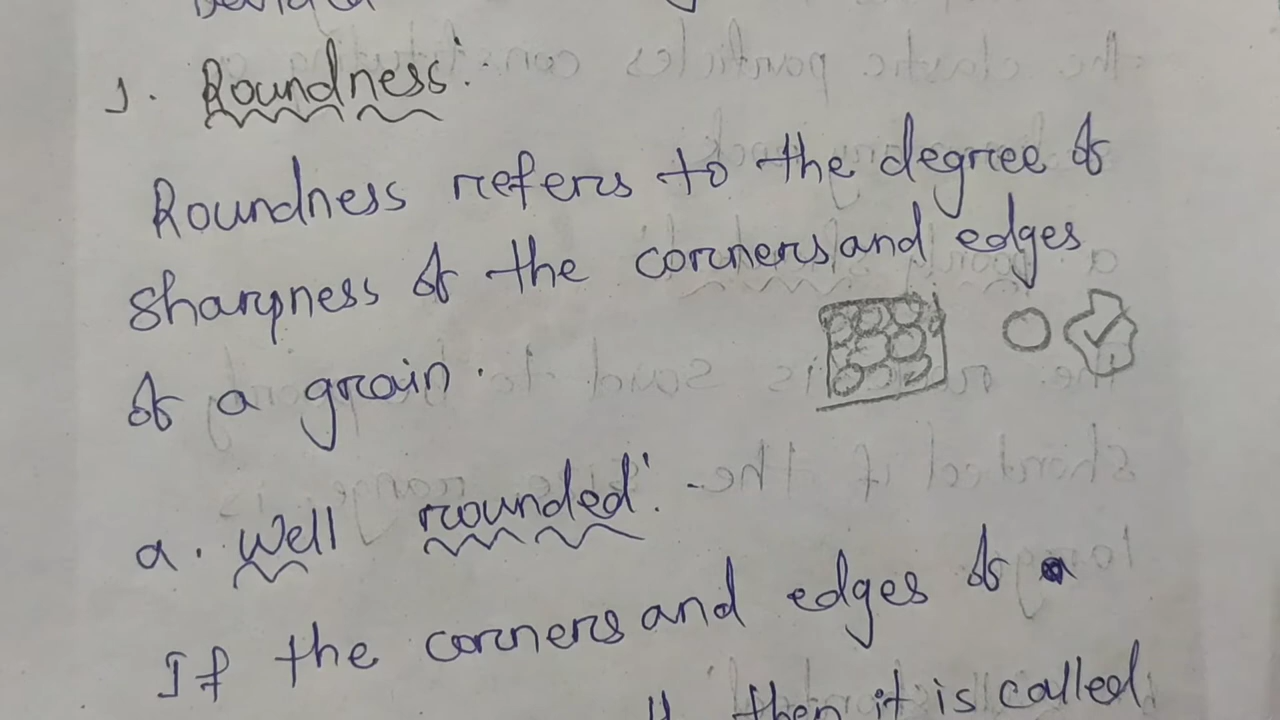 1. Roundness:
Roundness refers to the degree of
sharpness of the corners and edges
of a grain.
a. Well rounded:-
If the corners and edges of a
then it is called